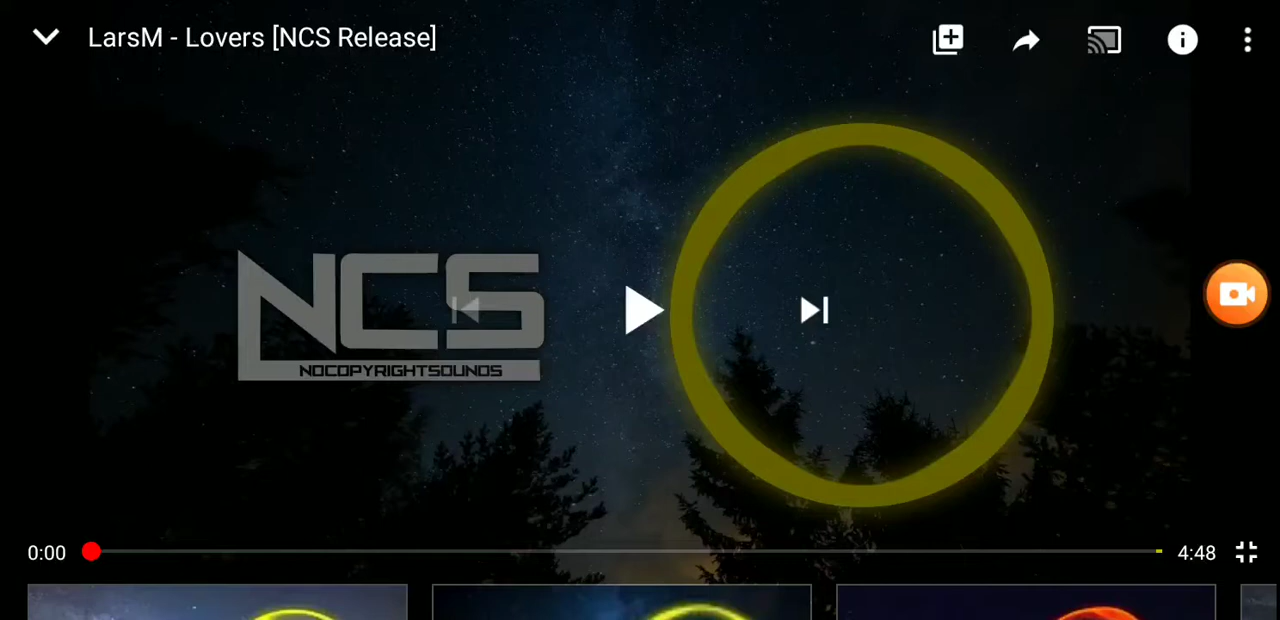 LarsM - Lovers [NCS Release]
NCS
NOCOPYRIGHTSOUNDS
0:00
4:48